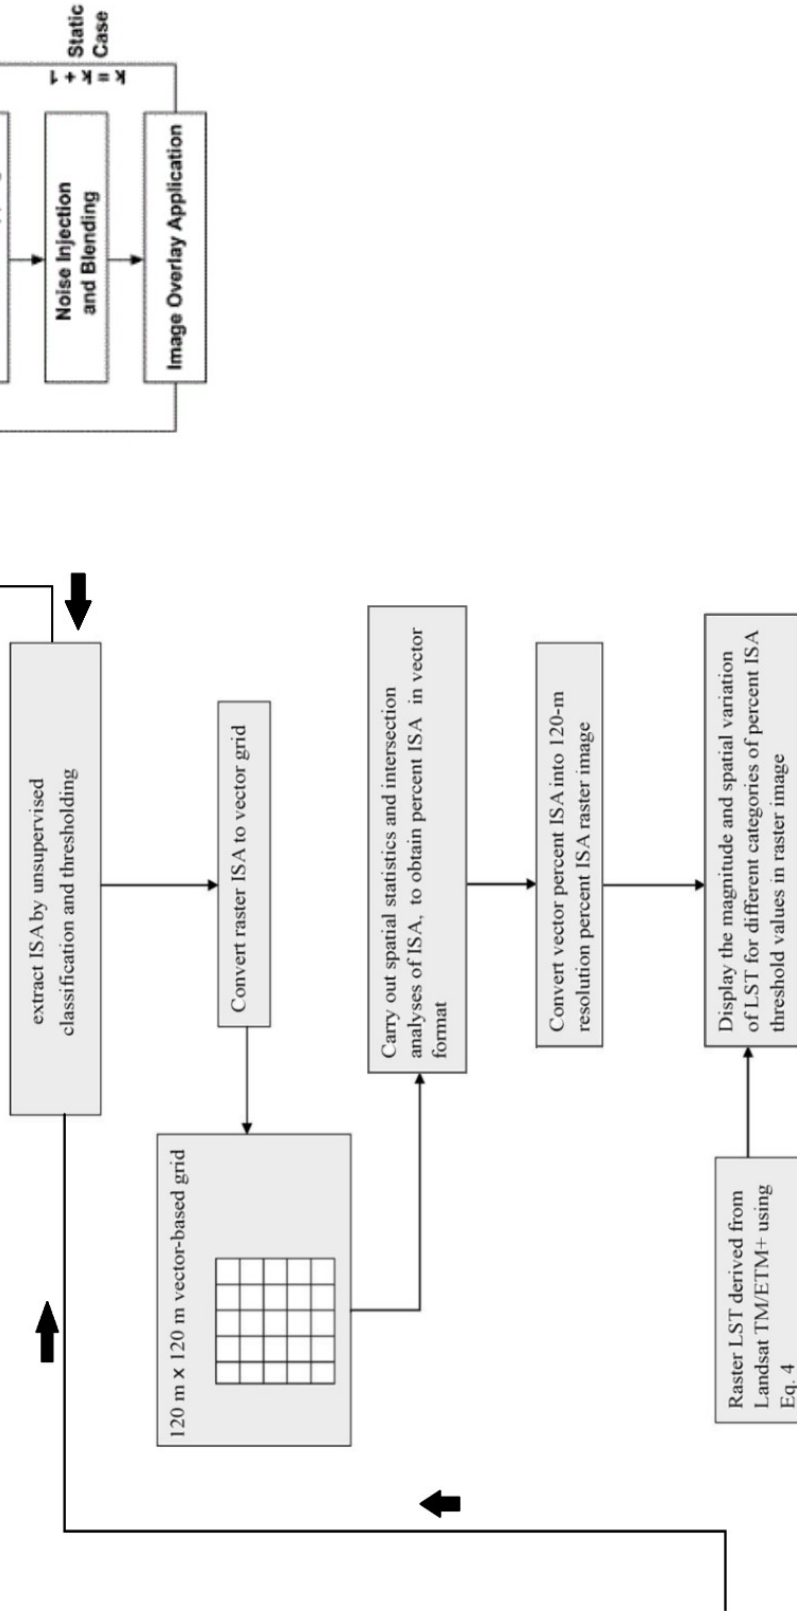 Static
Case
k = k + 1
Noise Injection
and Blending
Image Overlay Application
extract ISA by unsupervised
classification and thresholding
Convert raster ISA to vector grid
120 m x 120 m vector-based grid
Carry out spatial statistics and intersection
analyses of ISA, to obtain percent ISA in vector
format
Convert vector percent ISA into 120-m
resolution percent ISA raster image
Display the magnitude and spatial variation
of LST for different categories of percent ISA
threshold values in raster image
Raster LST derived from
Landsat TM/ETM+ using
Eq. 4